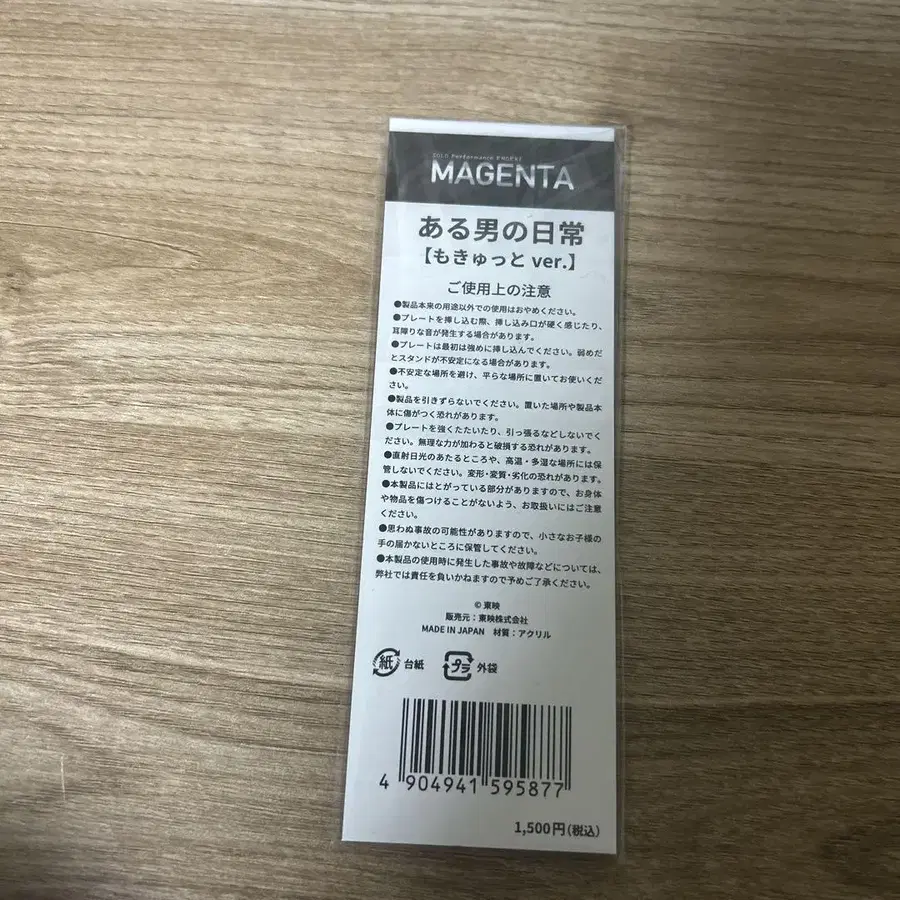 SOLO Performance ENGEKI
MAGENTA
ある男の日常
【もきゅっと ver.】
ご使用上の注意
●製品本来の用途以外での使用はおやめください。
●プレートを挿し込む際、挿し込み口が硬く感じたり、
耳障りな音が発生する場合があります。
●プレートは最初は強めに挿し込んでください。弱めだ
とスタンドが不安定になる場合があります。
●不安定な場所を避け、平らな場所に置いてお使いくだ
さい。
●製品を引きずらないでください。置いた場所や製品本
体に傷がつく恐れがあります。
●プレートを強くたたいたり、引っ張るなどしないでく
ださい。無理な力が加わると破損する恐れがあります。
●直射日光のあたるところや、高温・多湿な場所には保
管しないでください。変形・変質・劣化の恐れがあります。
●本製品にはとがっている部分がありますので、お身体
や物品を傷つけることがないよう、お取扱いにはご注意
ください。
●思わぬ事故の可能性がありますので、小さなお子様の
手の届かないところに保管してください。
●本製品の使用時に発生した事故や故障などについては、
弊社では責任を負いかねますので予めご了承ください。
© 東映
販売元：東映株式会社
MADE IN JAPAN 材質：アクリル
紙 台紙 プラ 外袋
4 904941 595877
1,500円（税込）